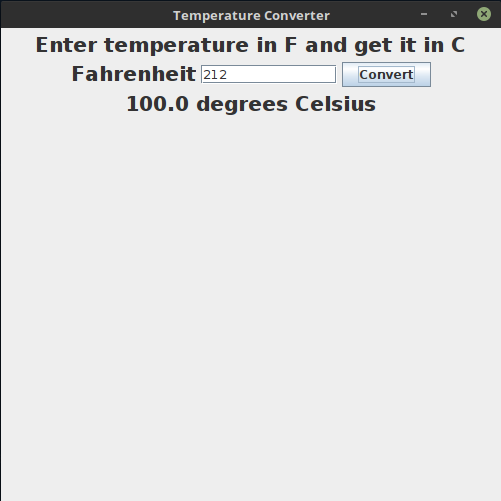 Temperature Converter
Enter temperature in F and get it in C
Fahrenheit 212 Convert
100.0 degrees Celsius